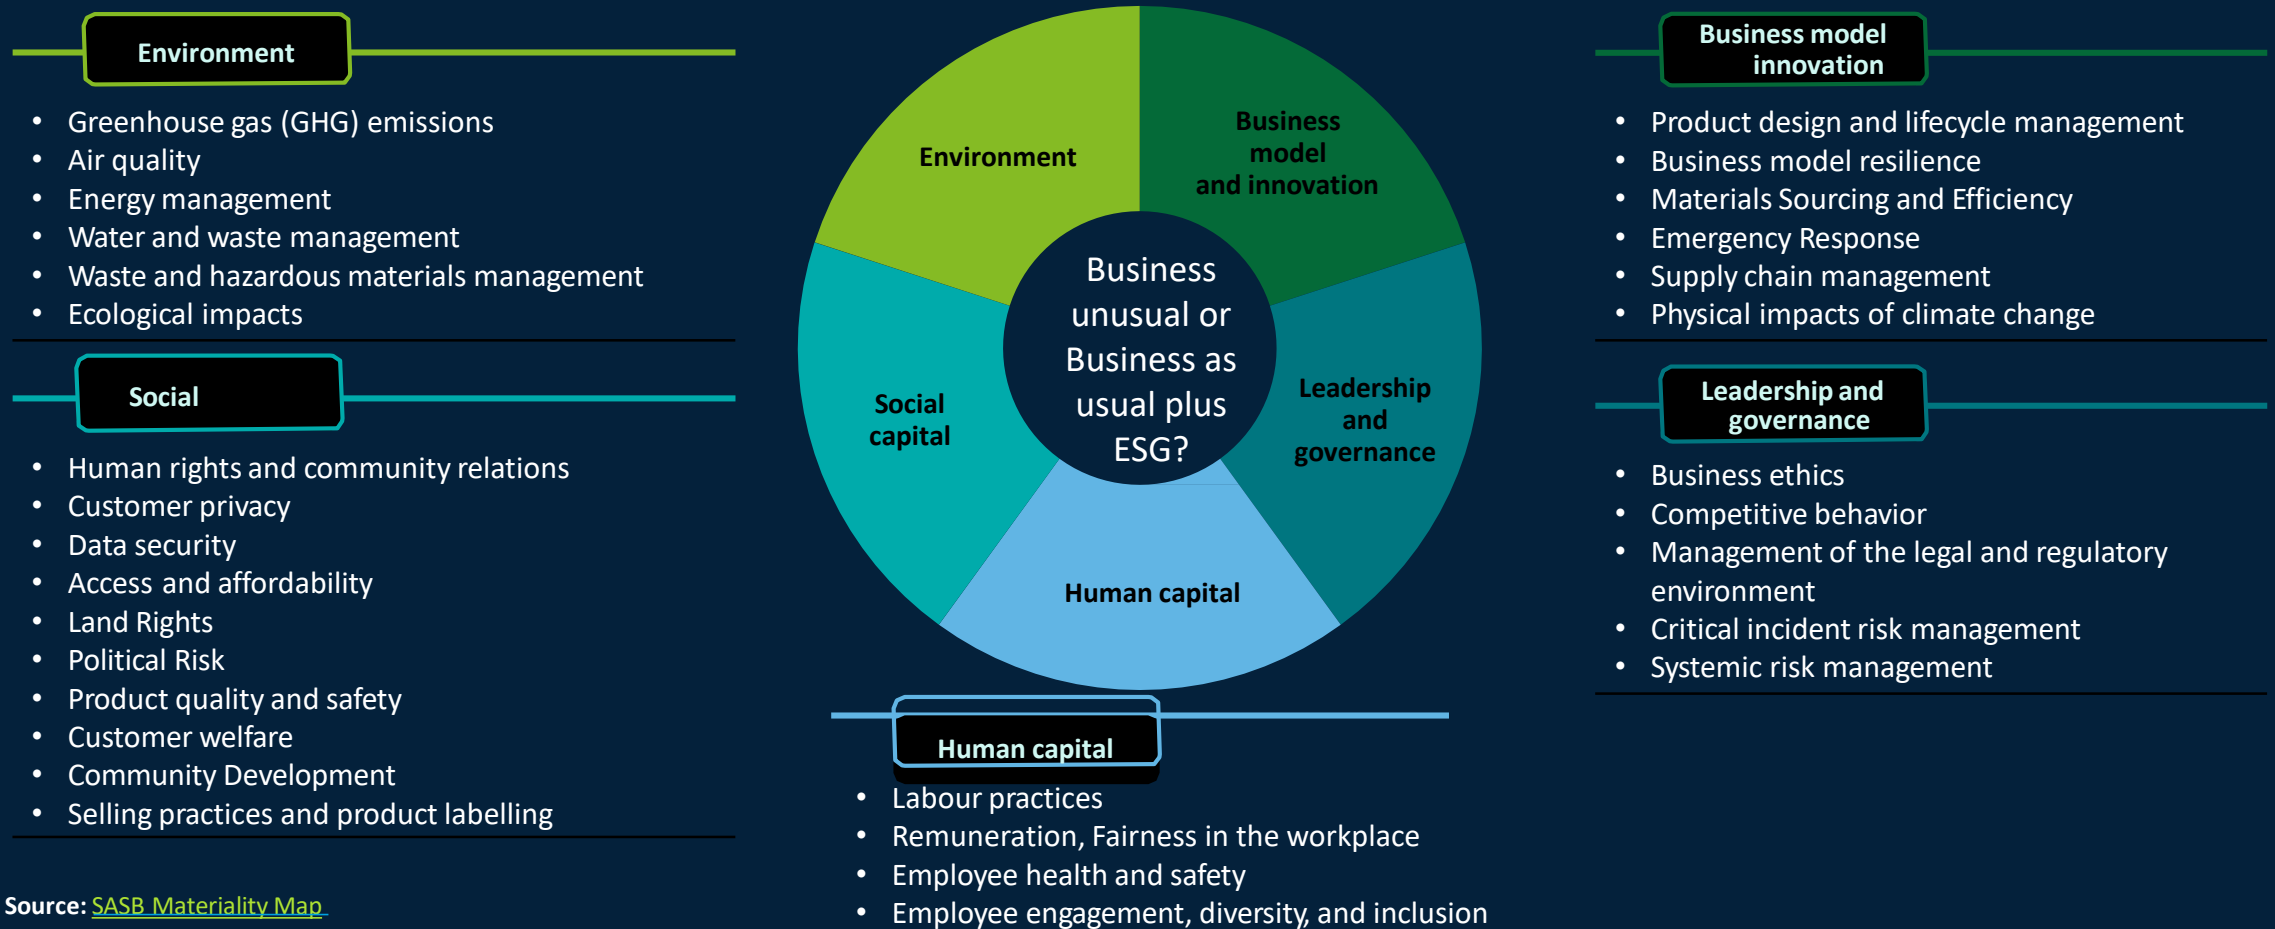 Environment
• Greenhouse gas (GHG) emissions
• Air quality
• Energy management
• Water and waste management
• Waste and hazardous materials management
• Ecological impacts
Social
• Human rights and community relations
• Customer privacy
• Data security
• Access and affordability
• Land Rights
• Political Risk
• Product quality and safety
• Customer welfare
• Community Development
• Selling practices and product labelling
Source: SASB Materiality Map
Environment
Business
model
and innovation
Social
capital
Leadership
and
governance
Human capital
Business
unusual or
Business as
usual plus
ESG?
Human capital
• Labour practices
• Remuneration, Fairness in the workplace
• Employee health and safety
• Employee engagement, diversity, and inclusion
Business model
innovation
• Product design and lifecycle management
• Business model resilience
• Materials Sourcing and Efficiency
• Emergency Response
• Supply chain management
• Physical impacts of climate change
Leadership and
governance
• Business ethics
• Competitive behavior
• Management of the legal and regulatory
environment
• Critical incident risk management
• Systemic risk management